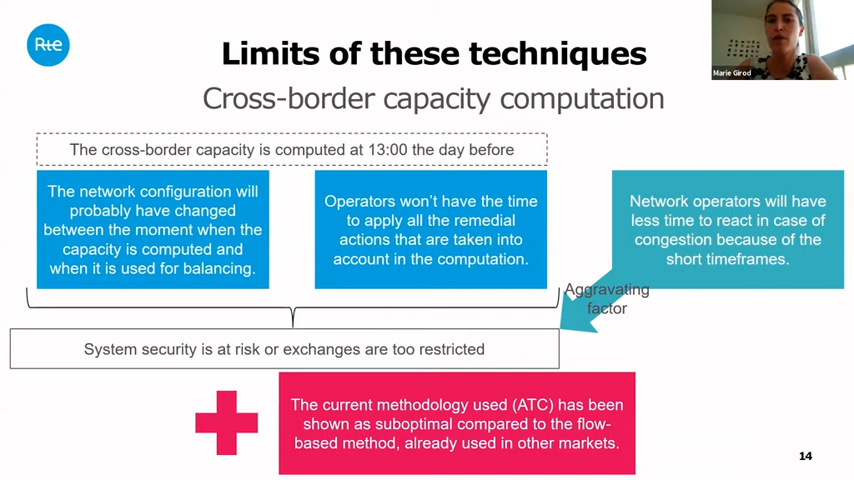 Rte
Limits of these techniques
Cross-border capacity computation
Marie Girod
The cross-border capacity is computed at 13:00 the day before
The network configuration will
probably have changed
between the moment when the
capacity is computed and
when it is used for balancing.
Operators won't have the time
to apply all the remedial
actions that are taken into
account in the computation.
Network operators will have
less time to react in case of
congestion because of the
short timeframes.
Aggravating
factor
System security is at risk or exchanges are too restricted
The current methodology used (ATC) has been
shown as suboptimal compared to the flow-
based method, already used in other markets.
14